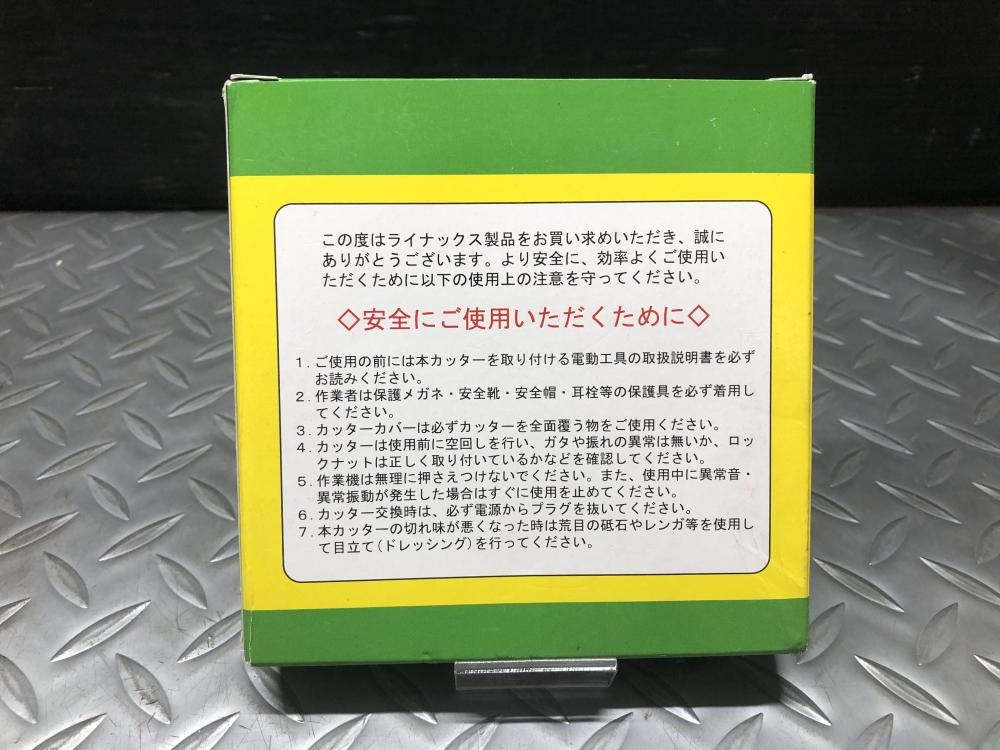 この度はライナックス製品をお買い求めいただき、誠に
ありがとうございます。より安全に、効率よくご使用い
ただくために以下の使用上の注意を守ってください。
◇安全にご使用いただくために◇
1.ご使用の前には本カッターを取り付ける電動工具の取扱説明書を必ず
お読みください。
2.作業者は保護メガネ・安全靴・安全帽・耳栓等の保護具を必ず着用し
てください。
3.カッターカバーは必ずカッターを全面覆う物をご使用ください。
4.カッターは使用前に空回しを行い、ガタや振れの異常は無いか、ロッ
クナットは正しく取り付いているかなどを確認してください。
5.作業機は無理に押さえつけないでください。また、使用中に異常音・
異常振動が発生した場合はすぐに使用を止めてください。
6.カッター交換時は、必ず電源からプラグを抜いてください。
7.本カッターの切れ味が悪くなった時は荒目の砥石やレンガ等を使用し
て目立て(ドレッシング)を行ってください。